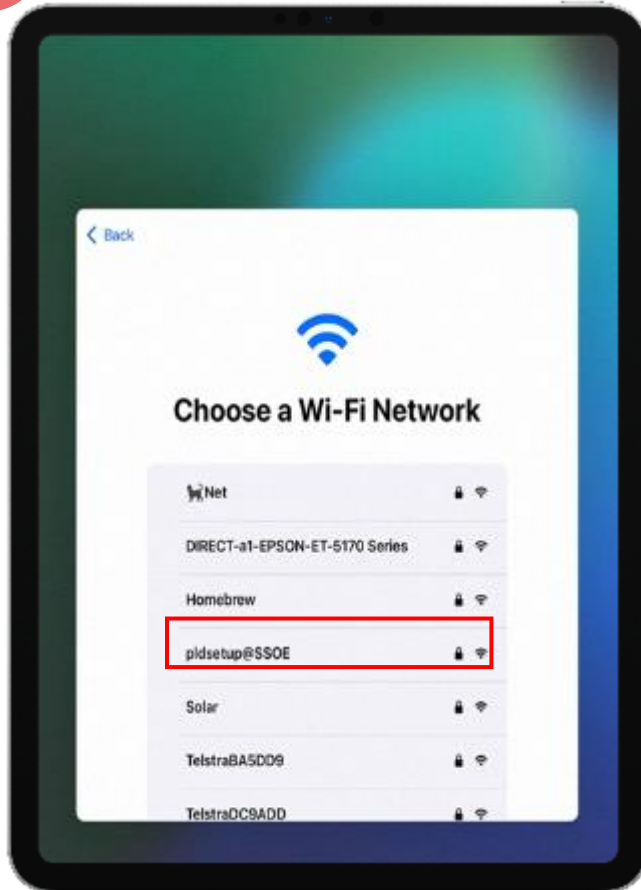 Back
Choose a Wi-Fi Network
🐈Net
DIRECT-a1-EPSON-ET-5170 Series
Homebrew
pldsetup@SSOE
Solar
TelstraBA5DD9
TelstraDC9ADD